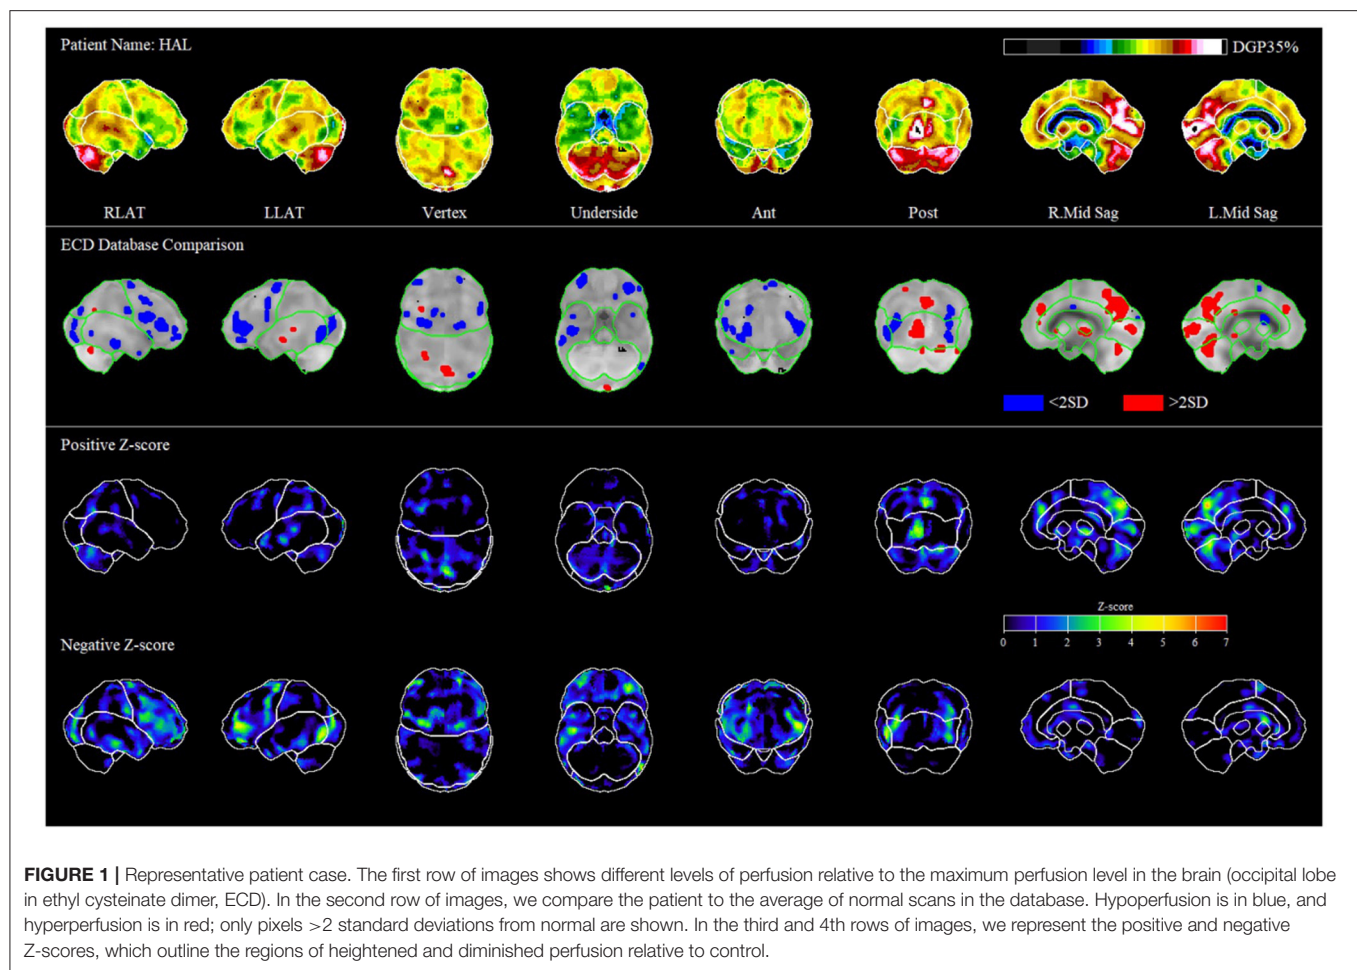 Patient Name: HAL
DGP35%
RLAT LLAT Vertex Underside Ant Post R.Mid Sag L.Mid Sag
ECD Database Comparison
<2SD >2SD
Positive Z-score
Z-score
0 1 2 3 4 5 6 7
Negative Z-score
FIGURE 1 | Representative patient case. The first row of images shows different levels of perfusion relative to the maximum perfusion level in the brain (occipital lobe
in ethyl cysteinate dimer, ECD). In the second row of images, we compare the patient to the average of normal scans in the database. Hypoperfusion is in blue, and
hyperperfusion is in red; only pixels >2 standard deviations from normal are shown. In the third and 4th rows of images, we represent the positive and negative
Z-scores, which outline the regions of heightened and diminished perfusion relative to control.